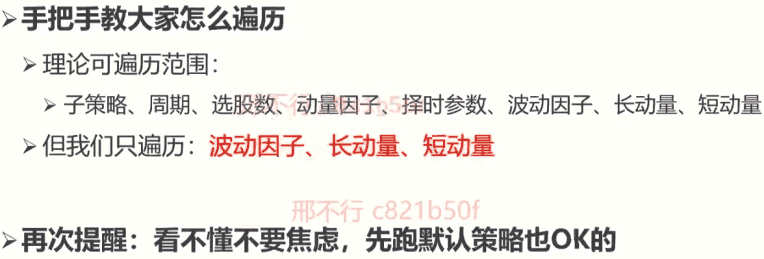 ➢手把手教大家怎么遍历
➢理论可遍历范围：
➢子策略、周期、选股数、动量因子、择时参数、波动因子、长动量、短动量
➢但我们只遍历：波动因子、长动量、短动量
邢不行 c821b50f
➢再次提醒：看不懂不要焦虑，先跑默认策略也OK的